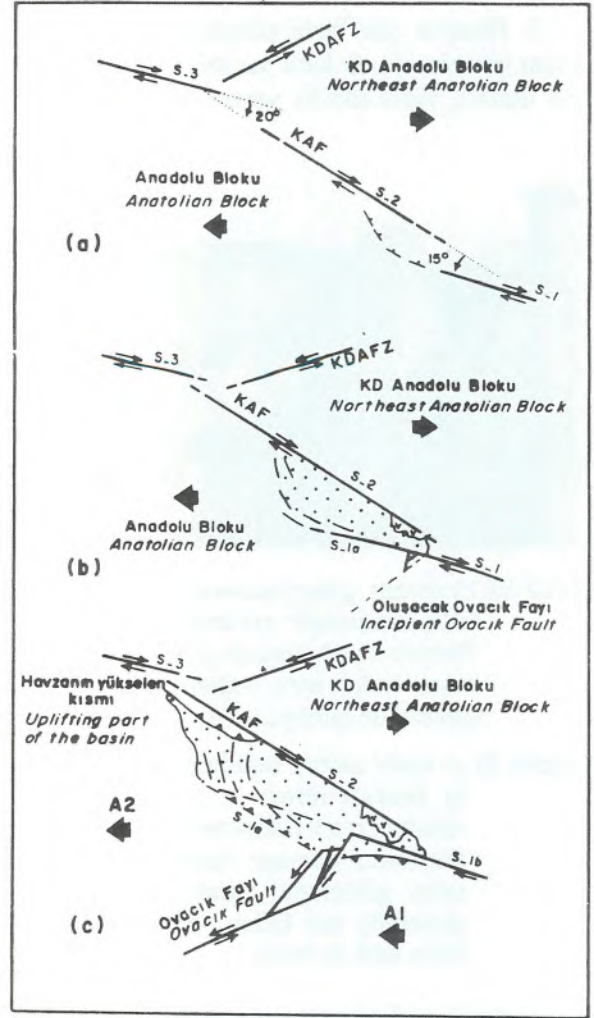 S-3
KDAFZ
KD Anadolu Bloku
Northeast Anatolian Block
20°
KAF
S-2
Anadolu Bloku
Anatolian Block
15°
S-1
(a)
S-3
KDAFZ
KD Anadolu Bloku
Northeast Anatolian Block
KAF
S-2
Anadolu Bloku
Anatolian Block
S-1a
S-1
(b)
Oluşacak Ovacık Fayı
Incipient Ovacık Fault
S-3
KDAFZ
Havzanın yükselen
kısmı
Uplifting part
of the basin
KD Anadolu Bloku
Northeast Anatolian Block
KAF
S-2
A2
S-1a
S-1b
Ovacık Fayı
Ovacık Fault
A1
(c)